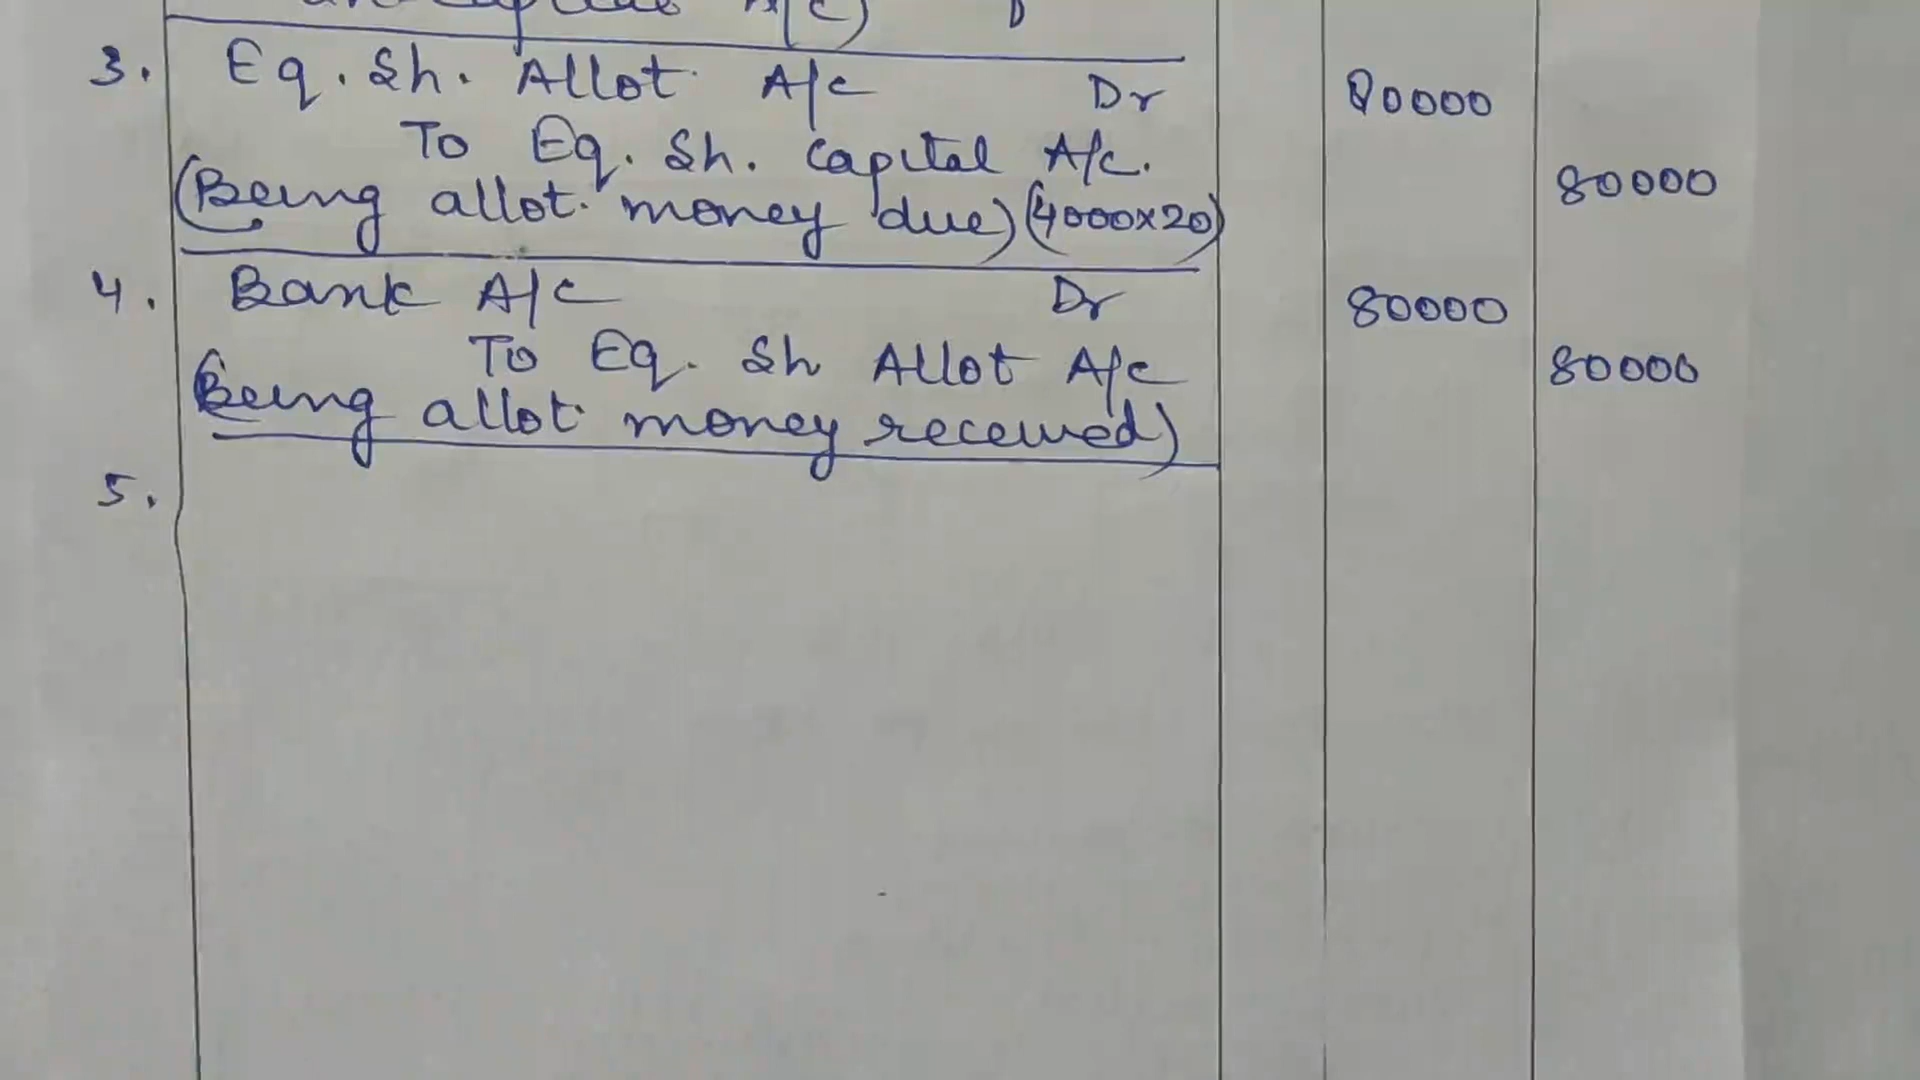 A/c)
3. Eq. Sh. Allot. A/c Dr 80000
To Eq. Sh. Capital A/c. 80000
(Being allot. money due) (4000x20)
4. Bank A/c Dr 80000
To Eq. Sh Allot A/c 80000
(Being allot. money received)
5.